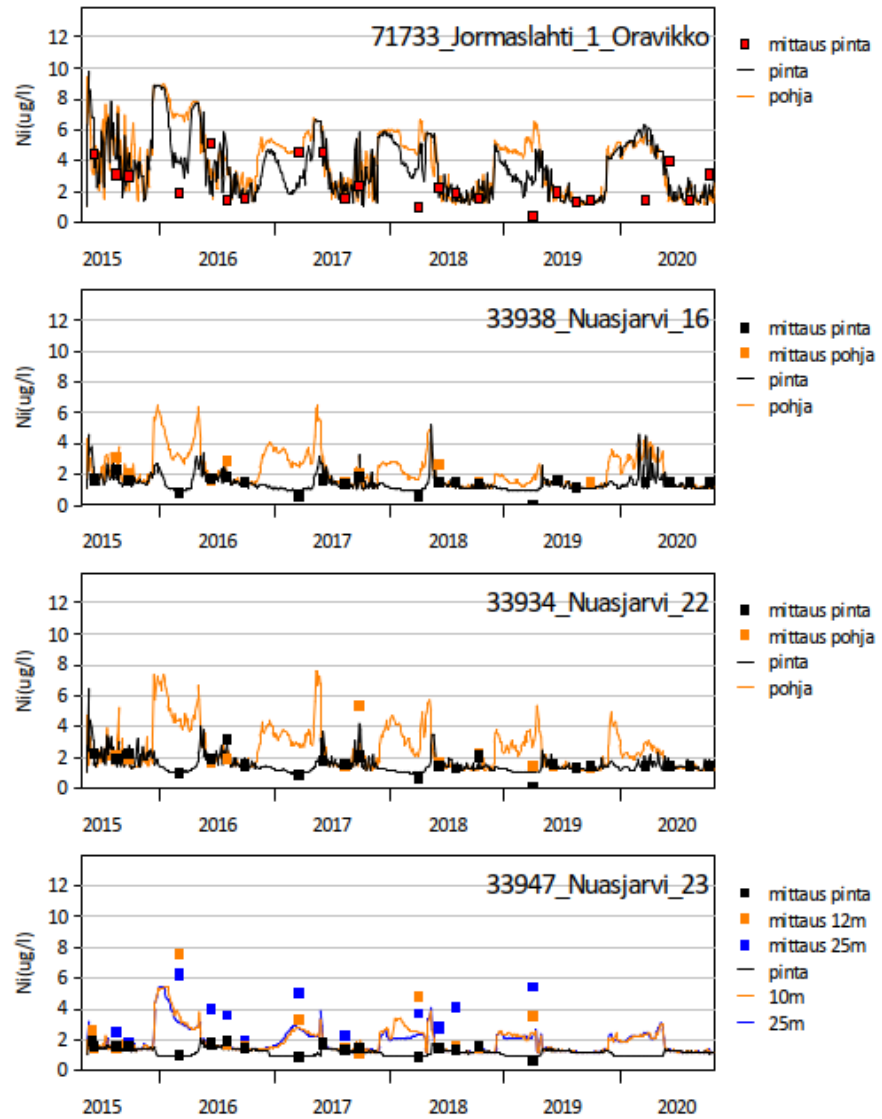 71733_Jormaslahti_1_Oravikko
Ni(ug/l)
12
10
8
6
4
2
0
2015 2016 2017 2018 2019 2020
mittaus pinta
pinta
pohja
33938_Nuasjarvi_16
Ni(ug/l)
12
10
8
6
4
2
0
2015 2016 2017 2018 2019 2020
mittaus pinta
mittaus pohja
pinta
pohja
33934_Nuasjarvi_22
Ni(ug/l)
12
10
8
6
4
2
0
2015 2016 2017 2018 2019 2020
mittaus pinta
mittaus pohja
pinta
pohja
33947_Nuasjarvi_23
Ni(ug/l)
12
10
8
6
4
2
0
2015 2016 2017 2018 2019 2020
mittaus pinta
mittaus 12m
mittaus 25m
pinta
10m
25m